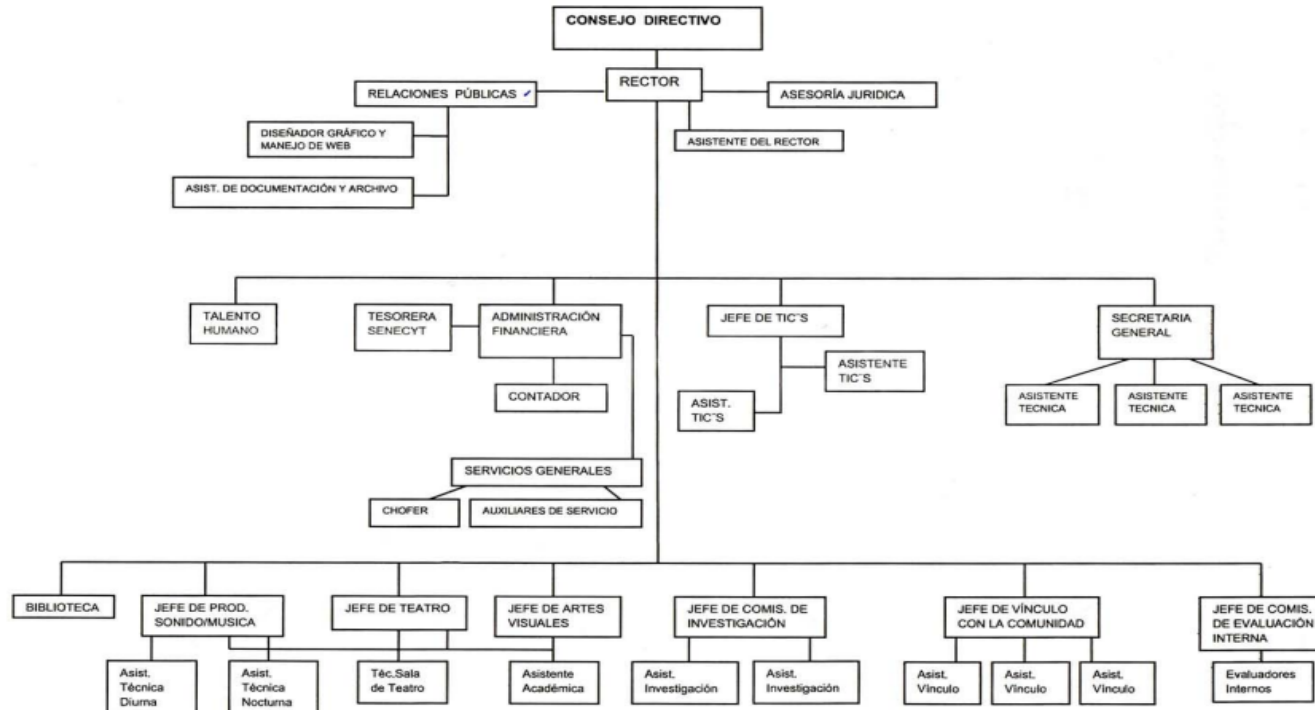 CONSEJO DIRECTIVO
RECTOR
RELACIONES PÚBLICAS
ASESORÍA JURIDICA
DISEÑADOR GRÁFICO Y
MANEJO DE WEB
ASISTENTE DEL RECTOR
ASIST. DE DOCUMENTACIÓN Y ARCHIVO
TALENTO
HUMANO
TESORERA
SENECYT
ADMINISTRACIÓN
FINANCIERA
JEFE DE TIC¨S
SECRETARIA
GENERAL
CONTADOR
ASISTENTE
TIC¨S
ASIST.
TIC¨S
ASISTENTE
TECNICA
ASISTENTE
TECNICA
ASISTENTE
TECNICA
SERVICIOS GENERALES
CHOFER
AUXILIARES DE SERVICIO
BIBLIOTECA
JEFE DE PROD.
SONIDO/MUSICA
JEFE DE TEATRO
JEFE DE ARTES
VISUALES
JEFE DE COMIS. DE
INVESTIGACIÓN
JEFE DE VÍNCULO
CON LA COMUNIDAD
JEFE DE COMIS.
DE EVALUACIÓN
INTERNA
Asist.
Técnica
Diurna
Asist.
Técnica
Nocturna
Téc.Sala
de Teatro
Asistente
Académica
Asist.
Investigación
Asist.
Investigación
Asist.
Vínculo
Asist.
Vínculo
Asist.
Vínculo
Evaluadores
Internos